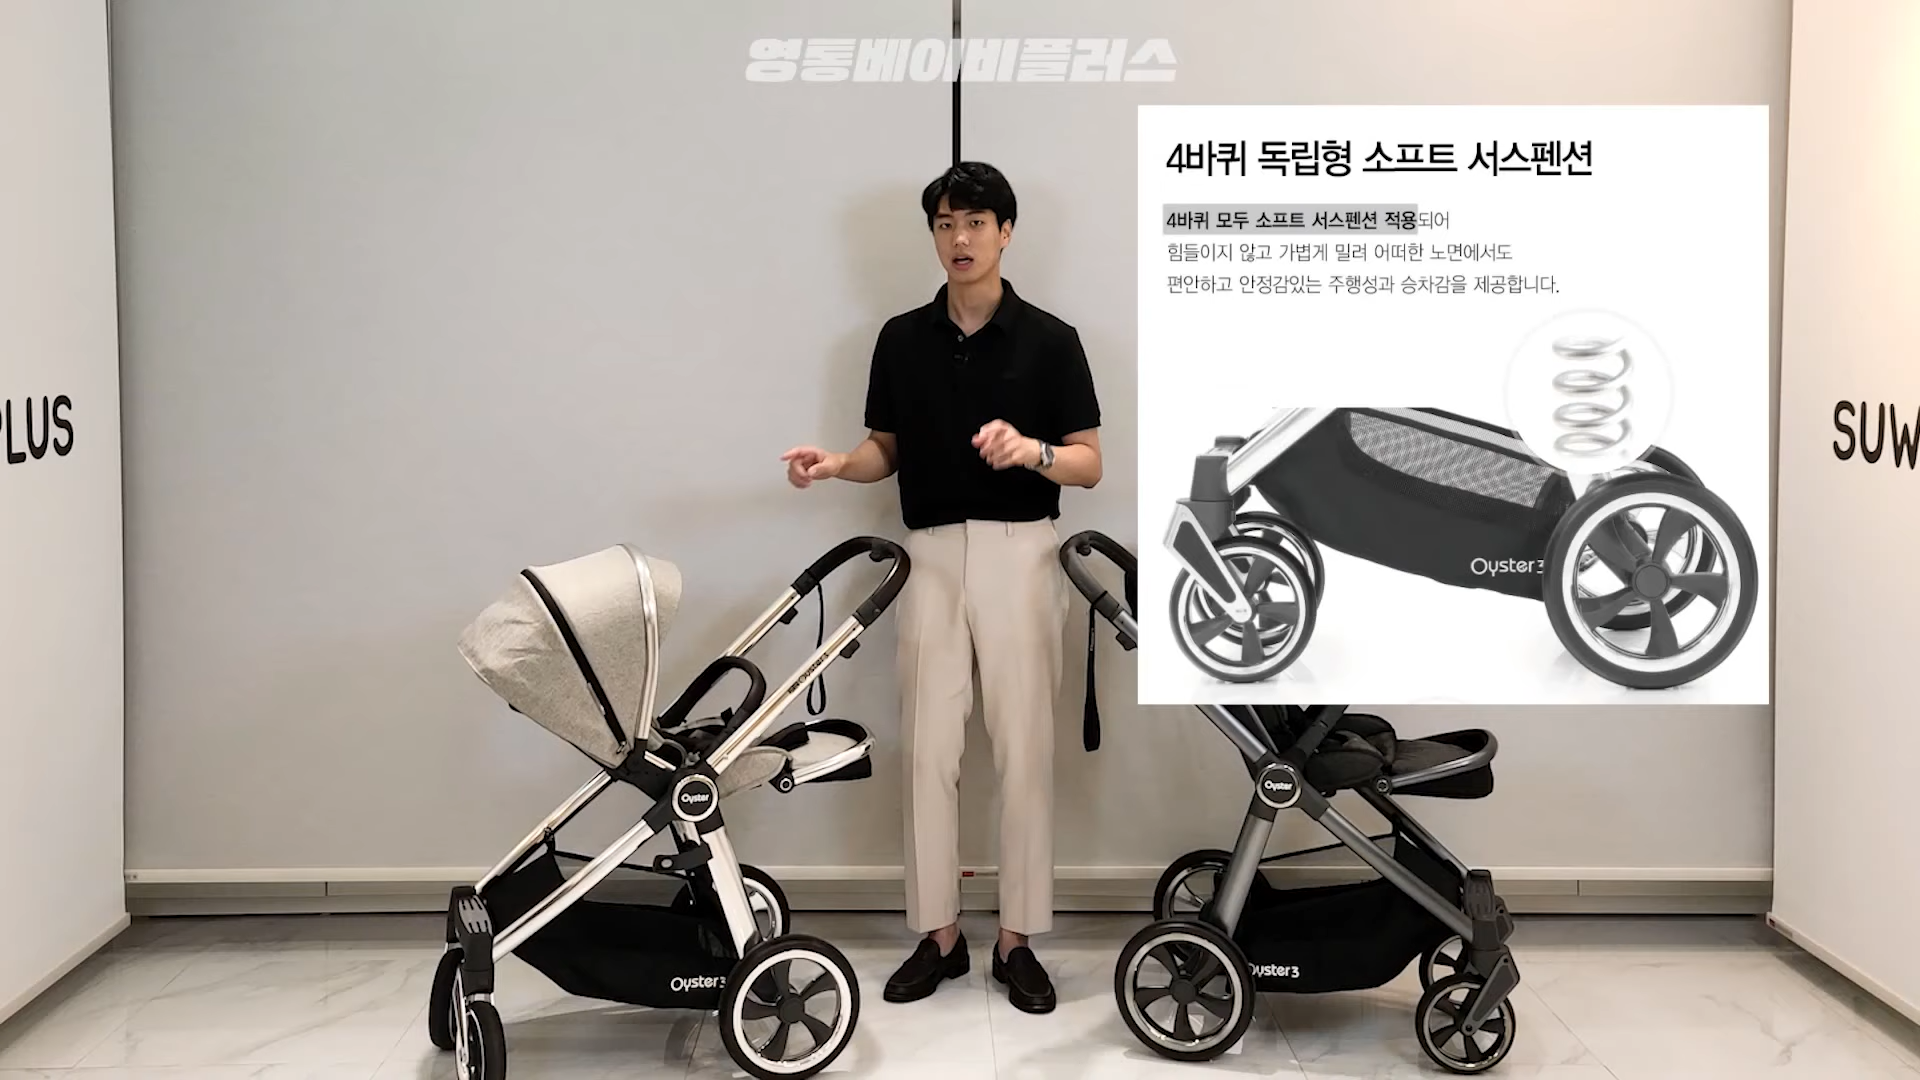 영통베이비플러스
4바퀴 독립형 소프트 서스펜션
4바퀴 모두 소프트 서스펜션 적용되어
힘들이지 않고 가볍게 밀려 어떠한 노면에서도
편안하고 안정감있는 주행성과 승차감을 제공합니다.
Oyster3
PLUS
SUW
Oyster3
Oyster
Oyster
Oyster3
Oyster3